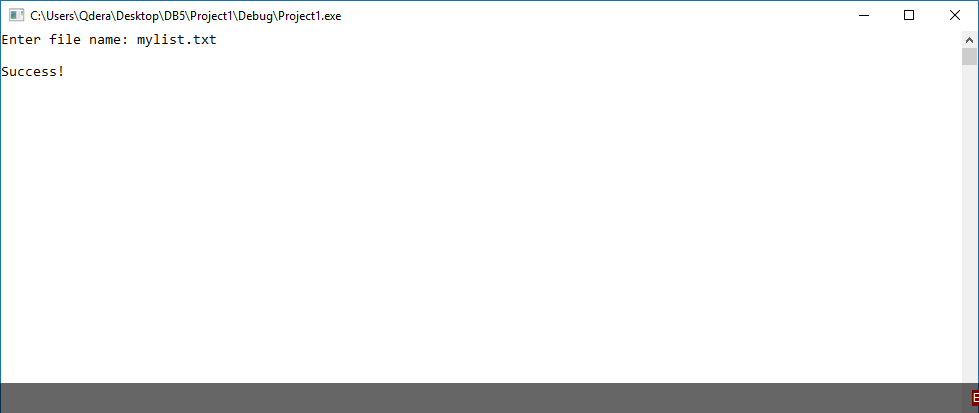 C:\Users\Qdera\Desktop\DB5\Project1\Debug\Project1.exe
Enter file name: mylist.txt
Success!